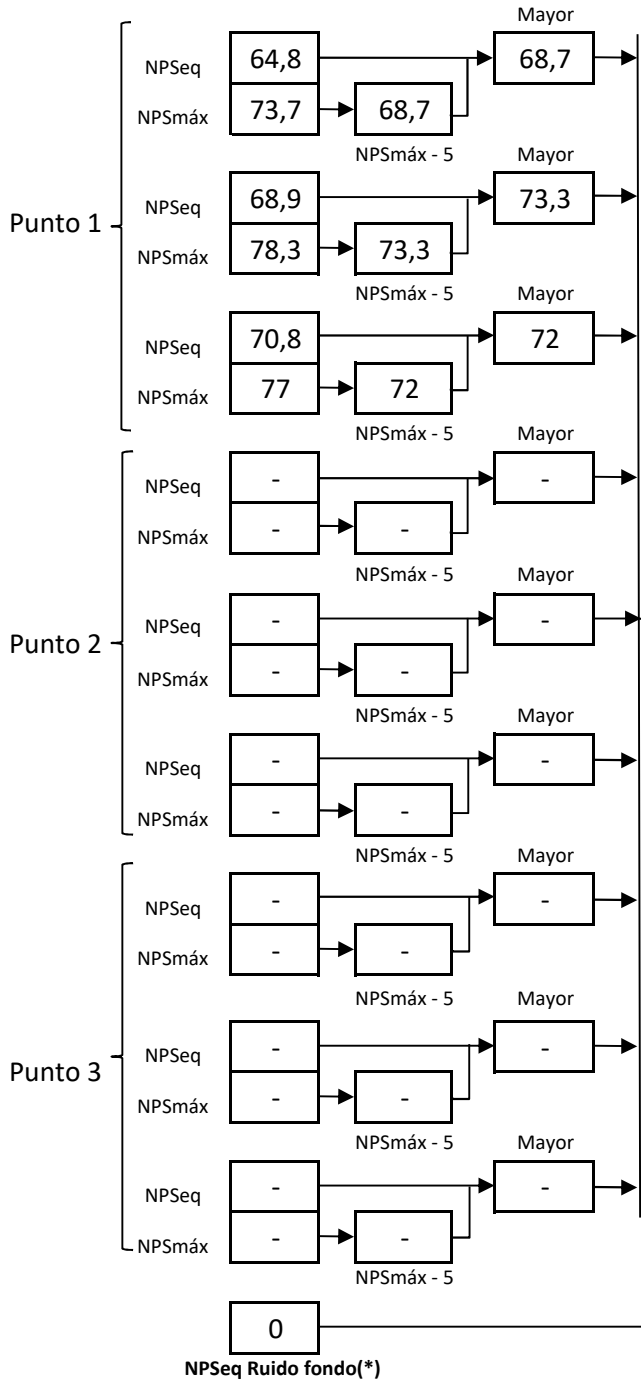 Mayor
NPSeq 64,8 68,7
NPSmáx 73,7 68,7
NPSmáx - 5 Mayor
Punto 1
NPSeq 68,9 73,3
NPSmáx 78,3 73,3
NPSmáx - 5 Mayor
NPSeq 70,8 72
NPSmáx 77 72
NPSmáx - 5 Mayor
NPSeq - -
NPSmáx - -
NPSmáx - 5 Mayor
Punto 2
NPSeq - -
NPSmáx - -
NPSmáx - 5 Mayor
NPSeq - -
NPSmáx - -
NPSmáx - 5 Mayor
NPSeq - -
NPSmáx - -
NPSmáx - 5 Mayor
Punto 3
NPSeq - -
NPSmáx - -
NPSmáx - 5 Mayor
NPSeq - -
NPSmáx - -
NPSmáx - 5
0
NPSeq Ruido fondo(*)